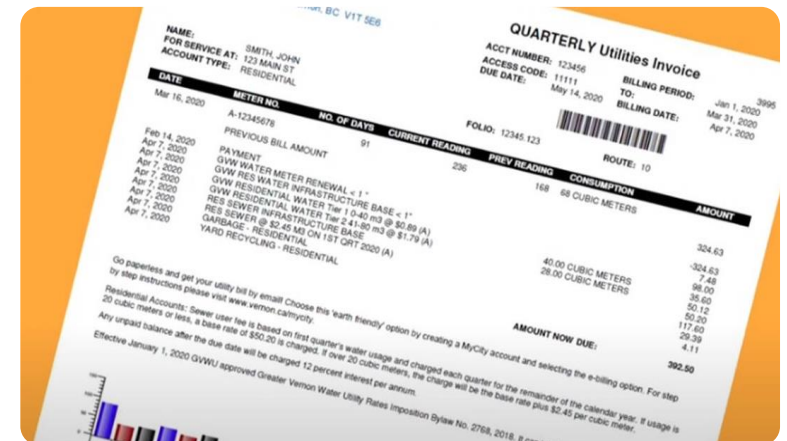 non, BC V1T 5E6
QUARTERLY Utilities Invoice
3995
NAME: SMITH, JOHN
FOR SERVICE AT: 123 MAIN ST
ACCOUNT TYPE: RESIDENTIAL
ACCT NUMBER: 123456
ACCESS CODE: 11111
DUE DATE: May 14, 2020
BILLING PERIOD: Jan 1, 2020
TO: Mar 31, 2020
BILLING DATE: Apr 7, 2020
FOLIO: 12345.123
ROUTE: 10
DATE METER NO. NO. OF DAYS CURRENT READING PREV READING CONSUMPTION AMOUNT
Mar 16, 2020 A-12345678 91 236 168 68 CUBIC METERS
PREVIOUS BILL AMOUNT 324.63
Feb 14, 2020 PAYMENT -324.63
Apr 7, 2020 GVW WATER METER RENEWAL < 1 " 7.48
Apr 7, 2020 GVW RES WATER INFRASTRUCTURE BASE < 1" 98.00
Apr 7, 2020 GVW RESIDENTIAL WATER Tier 1 0-40 m3 @ $0.89 (A) 40.00 CUBIC METERS 35.60
Apr 7, 2020 GVW RESIDENTIAL WATER Tier 2 41-80 m3 @ $1.79 (A) 28.00 CUBIC METERS 50.12
Apr 7, 2020 RES SEWER INFRASTRUCTURE BASE 50.20
Apr 7, 2020 RES SEWER @ $2.45 M3 ON 1ST QRT 2020 (A) 117.60
Apr 7, 2020 GARBAGE - RESIDENTIAL 29.39
Apr 7, 2020 YARD RECYCLING - RESIDENTIAL 4.11
AMOUNT NOW DUE: 392.50
Go paperless and get your utility bill by email! Choose this 'earth friendly' option by creating a MyCity account and selecting the e-billing option. For step
by step instructions please visit www.vernon.ca/mycity.
Residential Accounts: Sewer user fee is based on first quarter's water usage and charged each quarter for the remainder of the calendar year. If usage is
20 cubic meters or less, a base rate of $50.20 is charged. If over 20 cubic meters, the charge will be the base rate plus $2.45 per cubic meter.
Any unpaid balance after the due date will be charged 12 percent interest per annum.
Effective January 1, 2020 GVWU approved Greater Vernon Water Utility Rates Imposition Bylaw No. 2768, 2018.